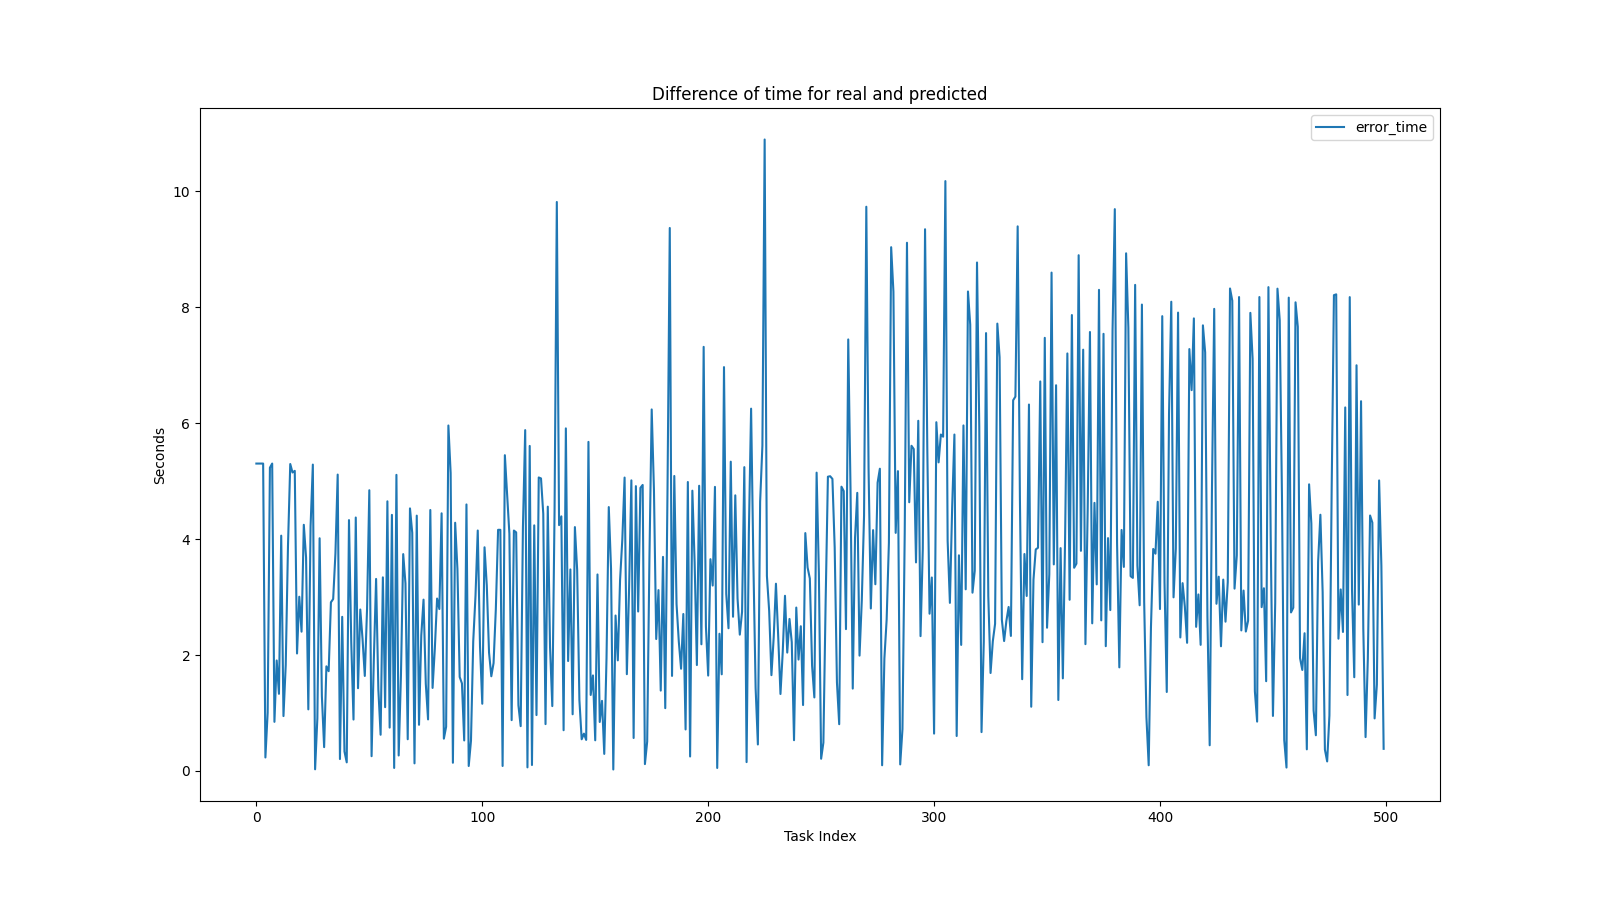 Difference of time for real and predicted
error_time
10
8
6
4
2
0
Seconds
0 100 200 300 400 500
Task Index